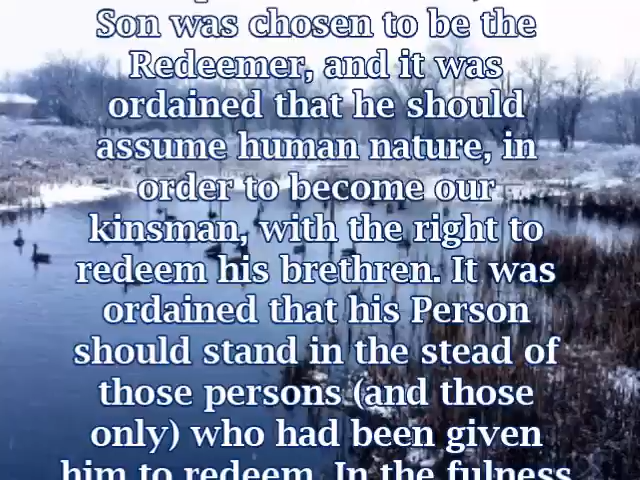 Son was chosen to be the
Redeemer, and it was
ordained that he should
assume human nature, in
order to become our
kinsman, with the right to
redeem his brethren. It was
ordained that his Person
should stand in the stead of
those persons (and those
only) who had been given
him to redeem. In the fulness